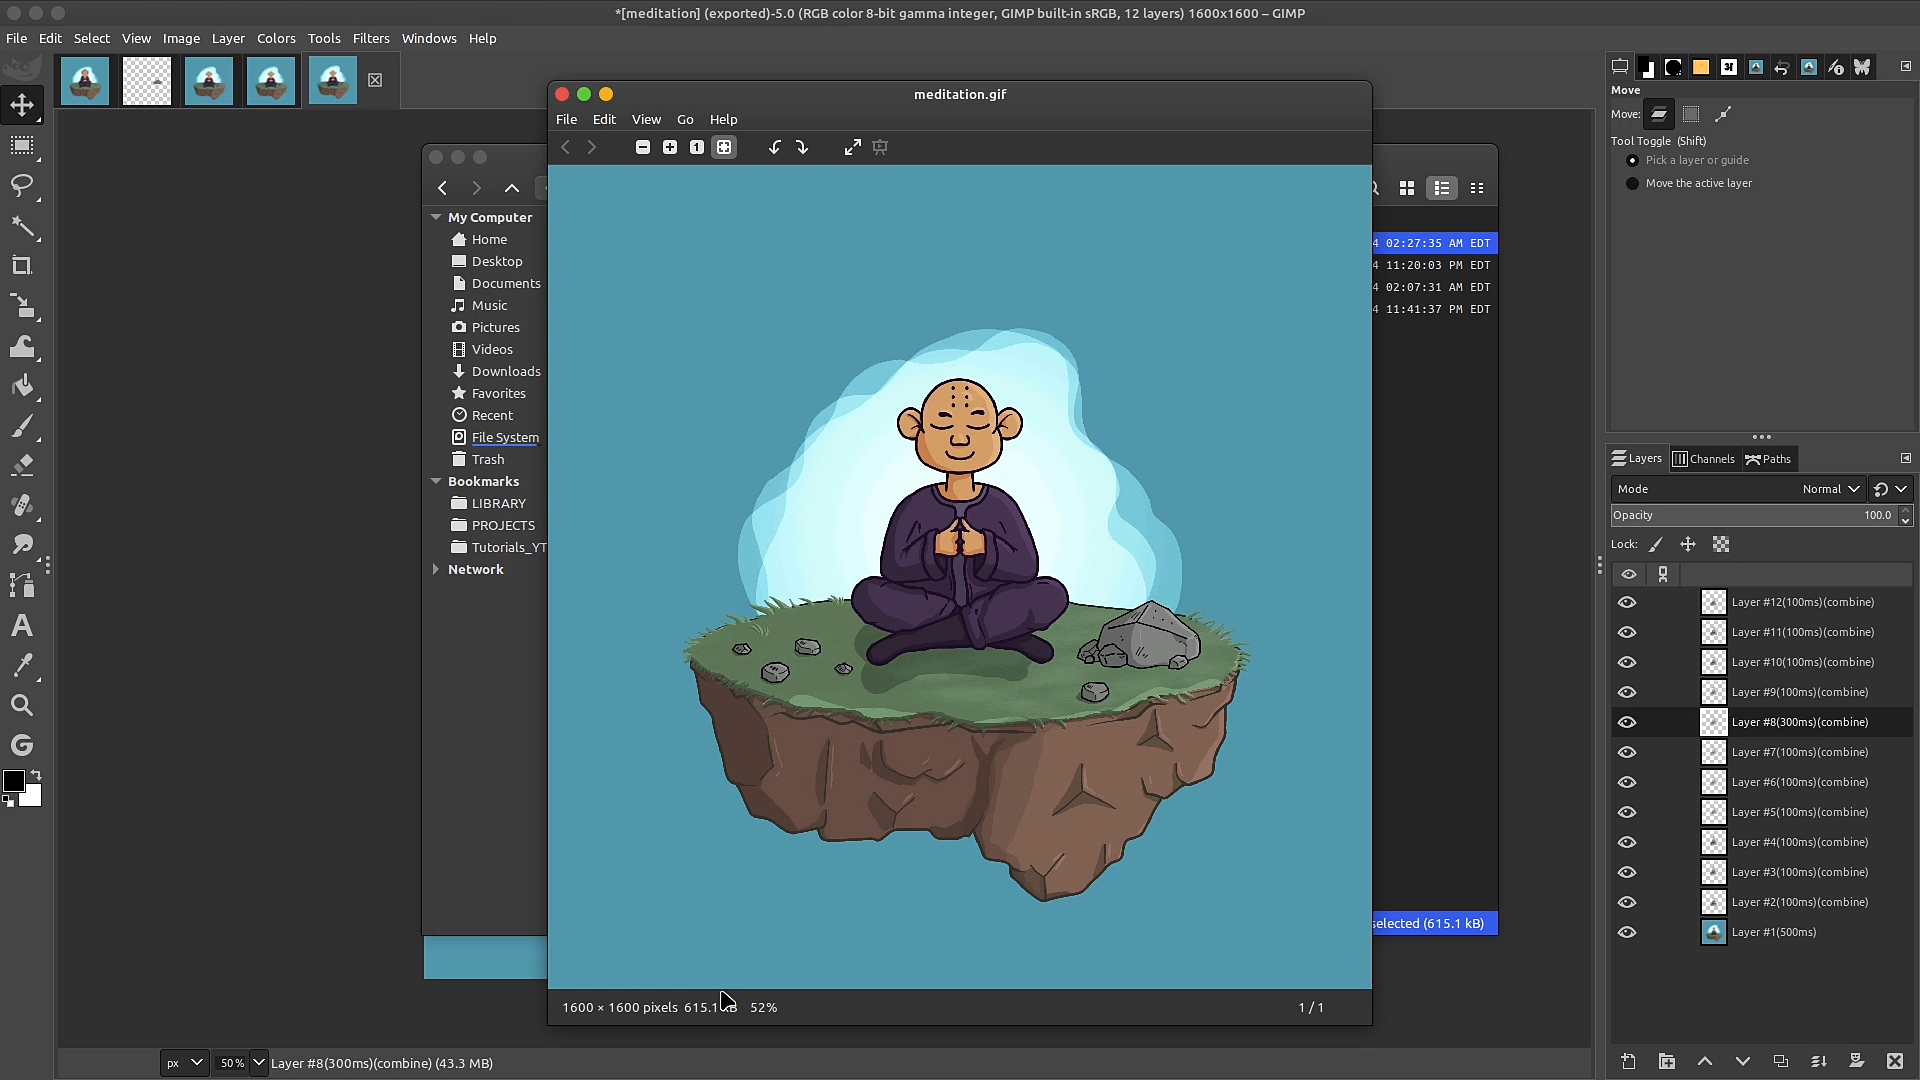 *[meditation] (exported)-5.0 (RGB color 8-bit gamma integer, GIMP built-in sRGB, 12 layers) 1600x1600 – GIMP
File Edit Select View Image Layer Colors Tools Filters Windows Help
meditation.gif
File Edit View Go Help
1
My Computer
Home
Desktop
Documents
Music
Pictures
Videos
Downloads
Favorites
Recent
File System
Trash
Bookmarks
LIBRARY
PROJECTS
Tutorials_YT
Network
4 02:27:35 AM EDT
4 11:20:03 PM EDT
4 02:07:31 AM EDT
4 11:41:37 PM EDT
selected (615.1 kB)
1600 × 1600 pixels 615.1 kB 52%
1 / 1
px 50% Layer #8(300ms)(combine) (43.3 MB)
Move
Move:
Tool Toggle (Shift)
Pick a layer or guide
Move the active layer
Layers Channels Paths
Mode Normal
Opacity 100.0
Lock:
Layer #12(100ms)(combine)
Layer #11(100ms)(combine)
Layer #10(100ms)(combine)
Layer #9(100ms)(combine)
Layer #8(300ms)(combine)
Layer #7(100ms)(combine)
Layer #6(100ms)(combine)
Layer #5(100ms)(combine)
Layer #4(100ms)(combine)
Layer #3(100ms)(combine)
Layer #2(100ms)(combine)
Layer #1(500ms)